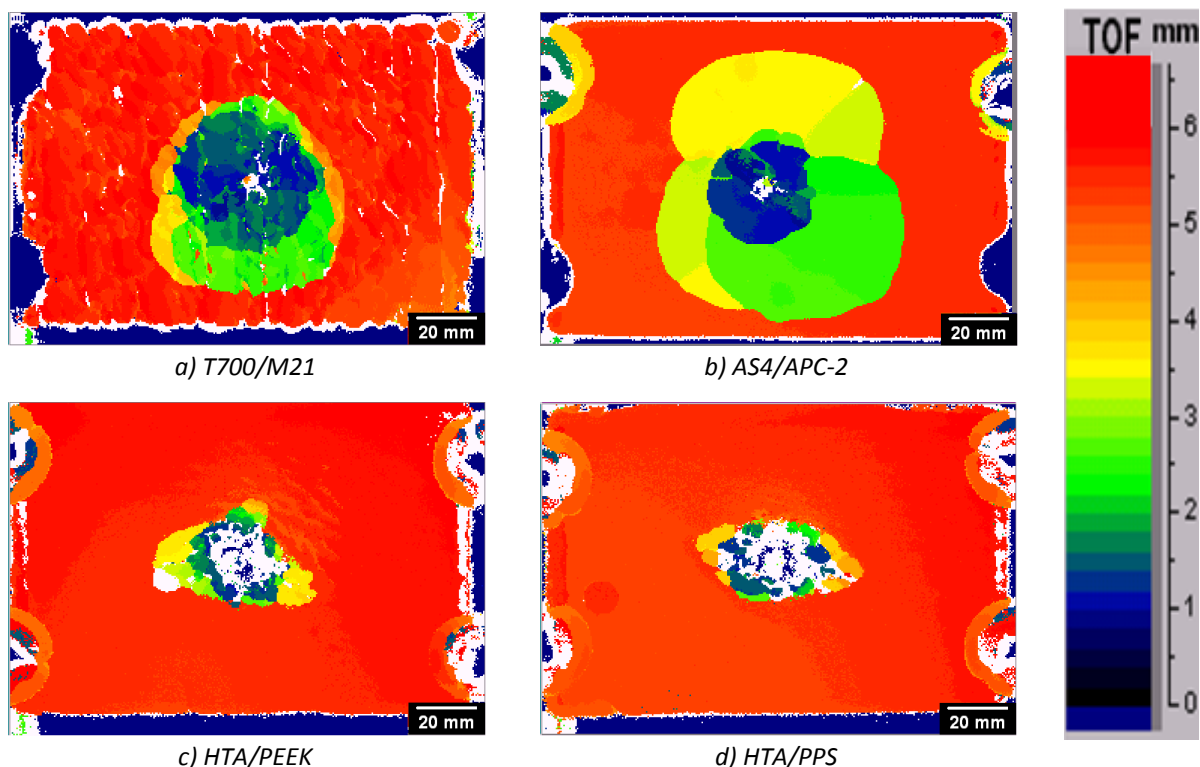 TOF mm
6
5
4
3
2
1
0
20 mm
20 mm
a) T700/M21
b) AS4/APC-2
20 mm
20 mm
c) HTA/PEEK
d) HTA/PPS